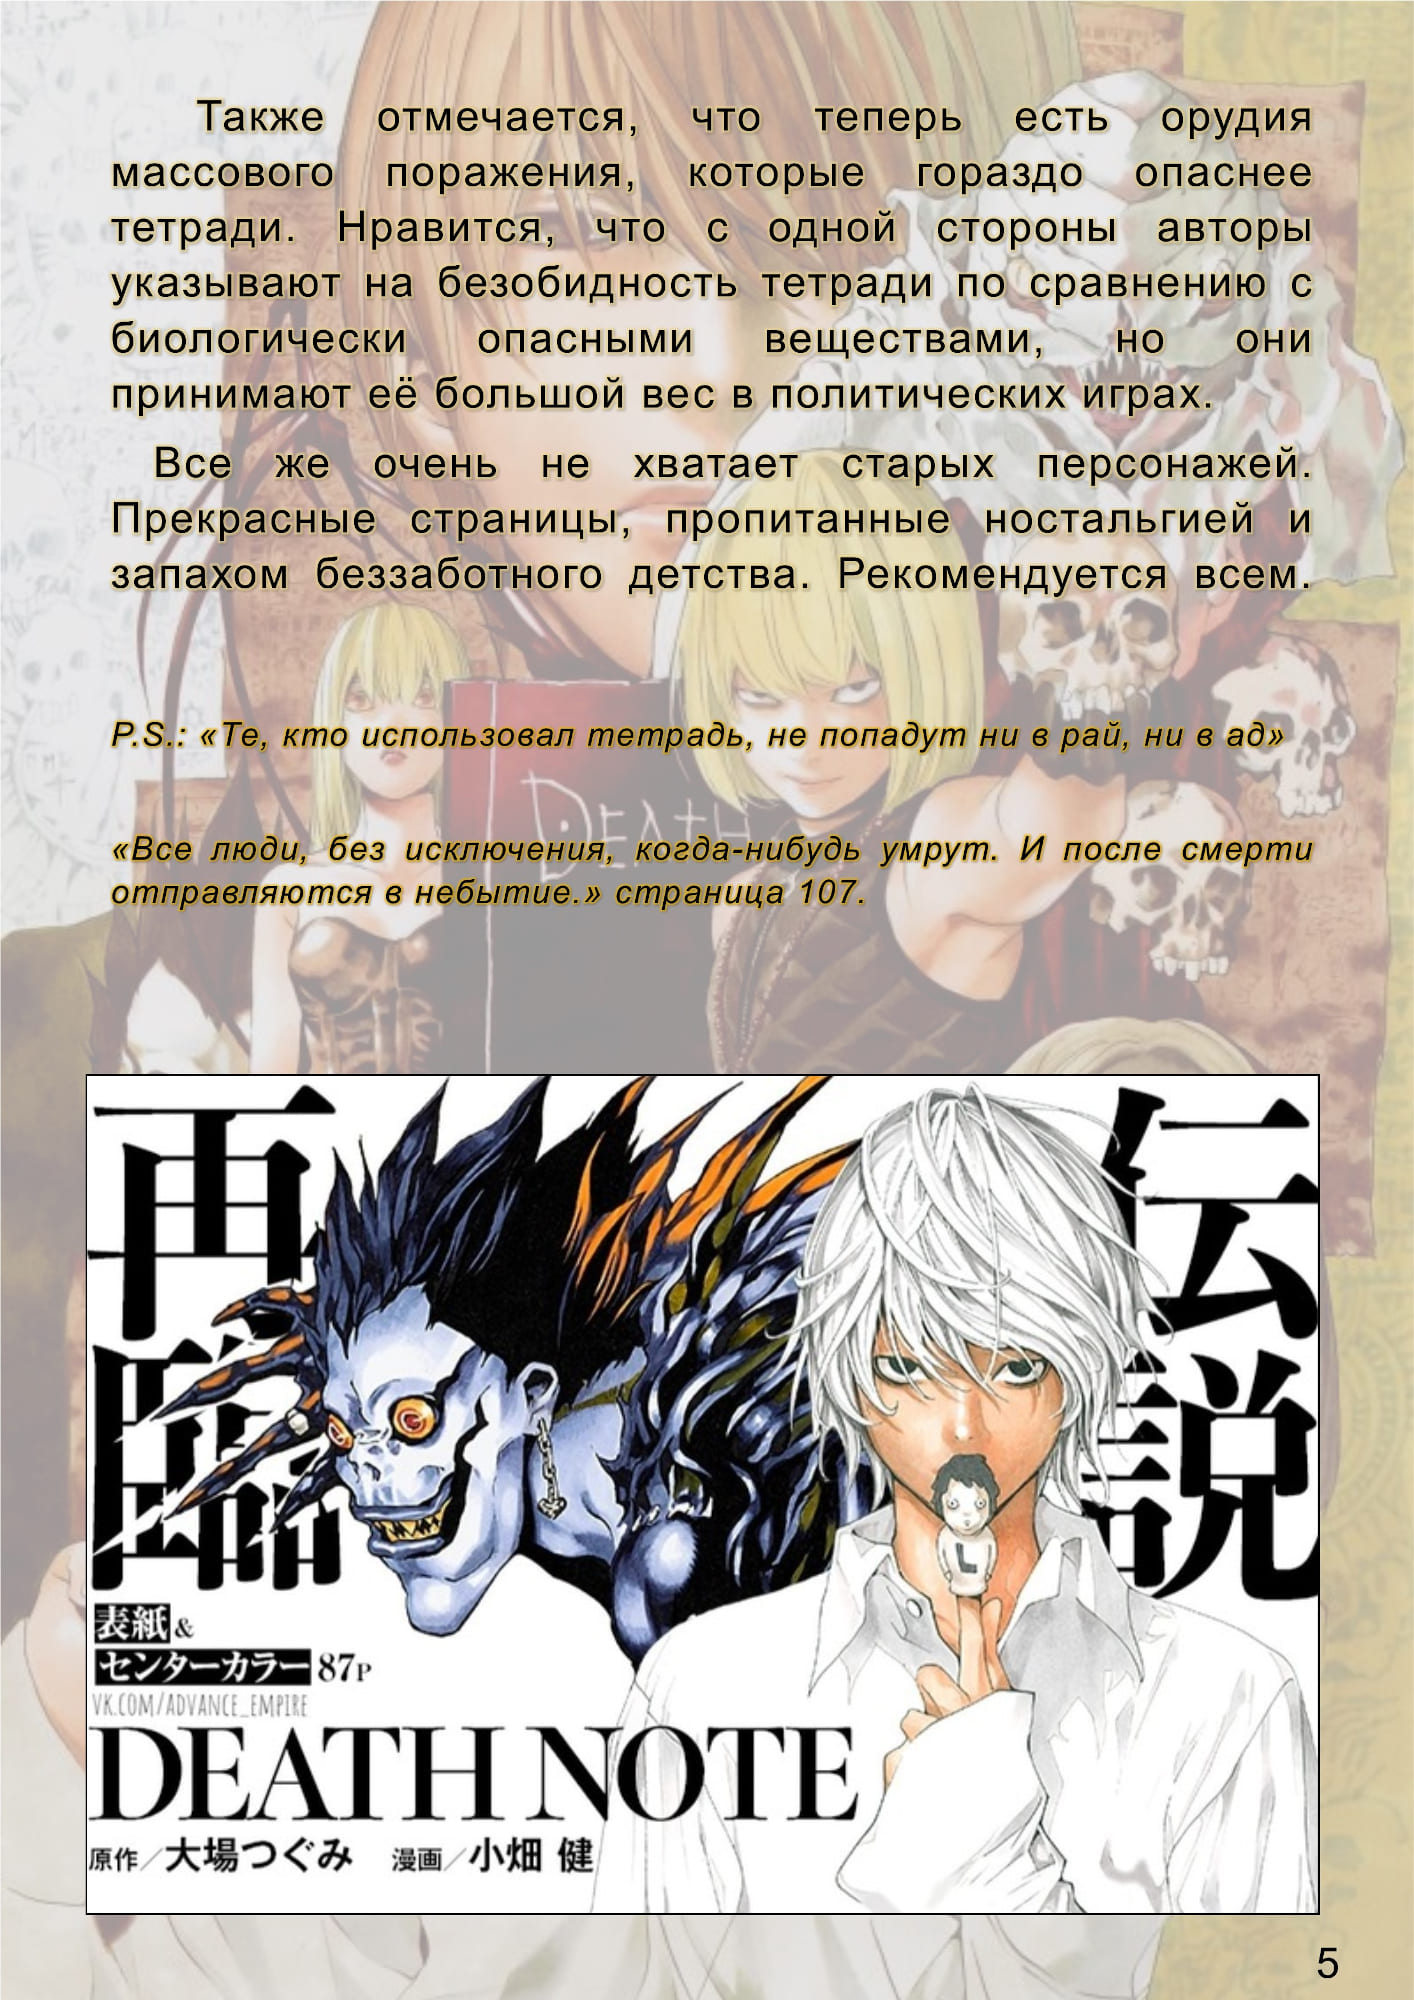 Также отмечается, что теперь есть орудия
массового поражения, которые гораздо опаснее
тетради. Нравится, что с одной стороны авторы
указывают на безобидность тетради по сравнению с
биологически опасными веществами, но они
принимают её большой вес в политических играх.
Все же очень не хватает старых персонажей.
Прекрасные страницы, пропитанные ностальгией и
запахом беззаботного детства. Рекомендуется всем.
P.S.: «Те, кто использовал тетрадь, не попадут ни в рай, ни в ад»
DEATH
«Все люди, без исключения, когда-нибудь умрут. И после смерти
отправляются в небытие.» страница 107.
伝説
再臨
L
表紙&
センターカラー87P
VK.COM/ADVANCE_EMPIRE
DEATH NOTE
原作／大場つぐみ 漫画／小畑 健
5